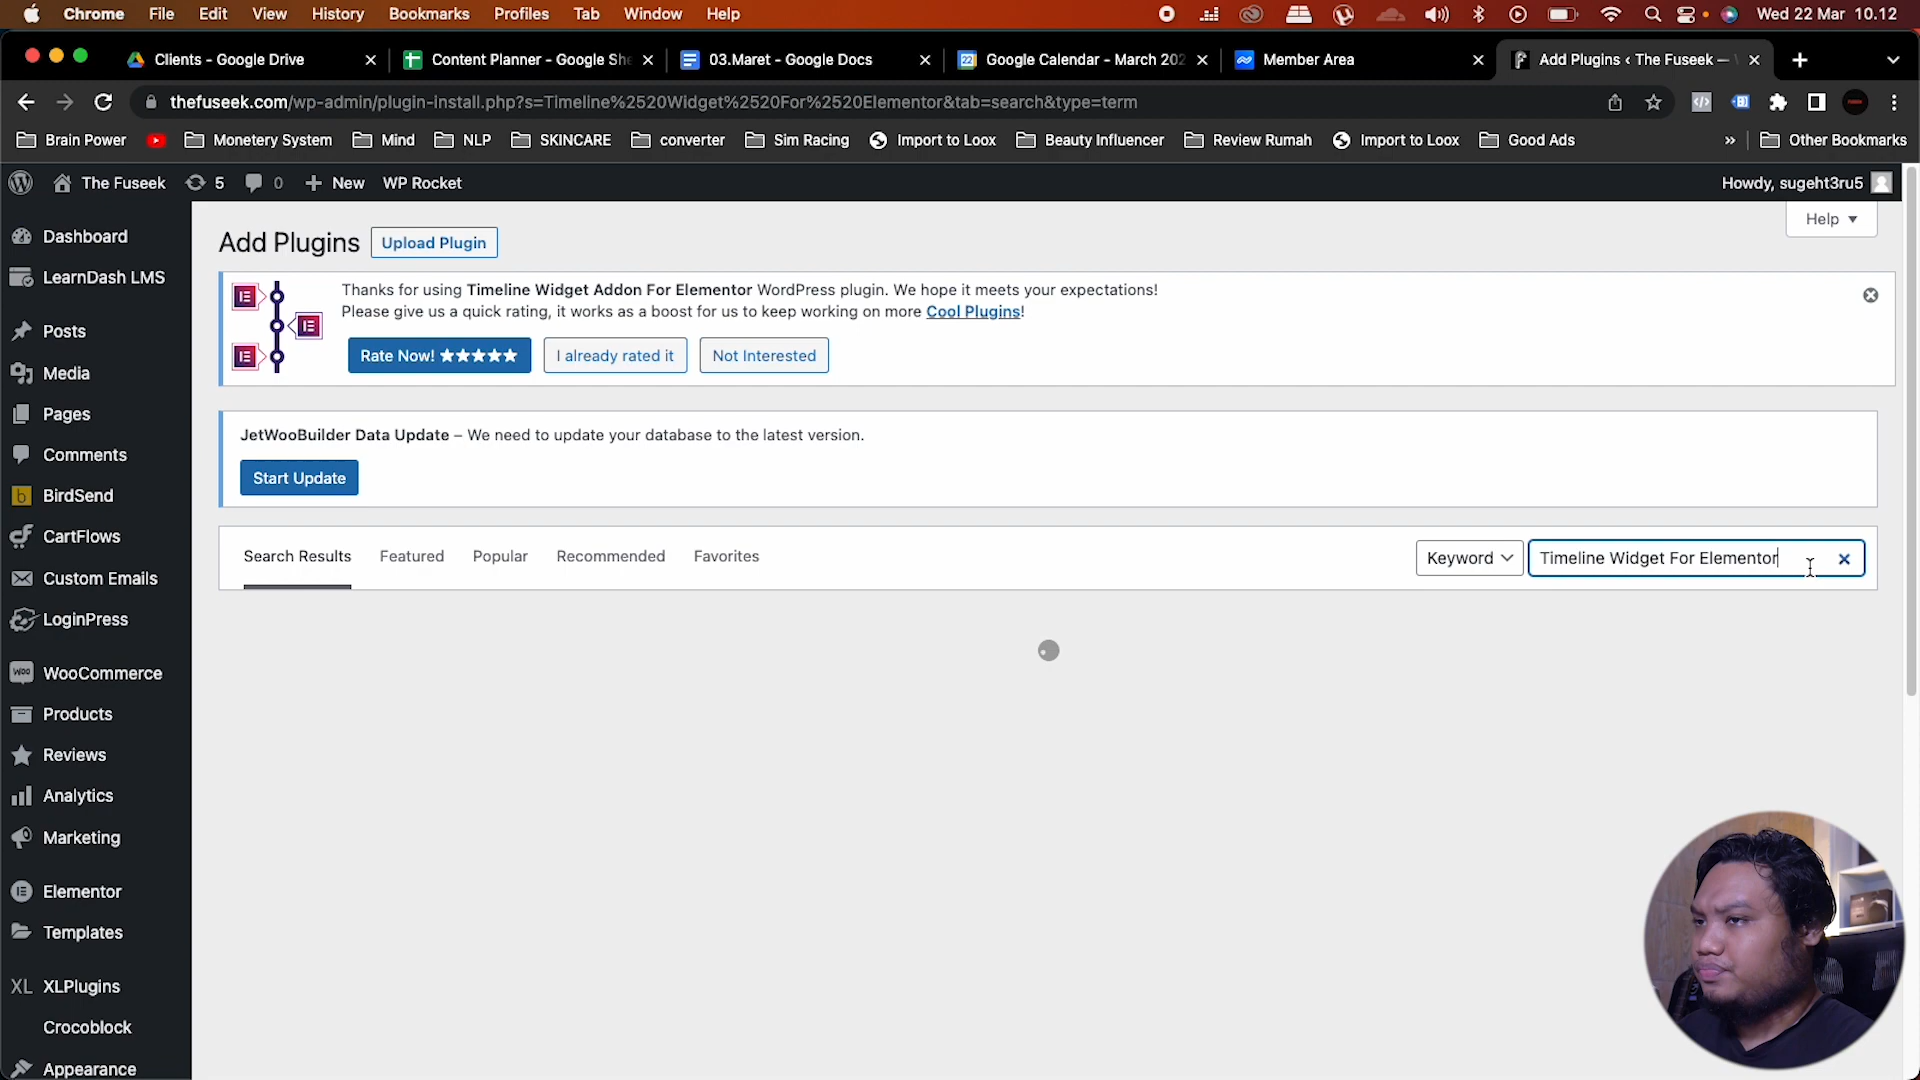 Chrome File Edit View History Bookmarks Profiles Tab Window Help Wed 22 Mar 10.12
Clients - Google Drive Content Planner - Google She 03.Maret - Google Docs Google Calendar - March 202 Member Area Add Plugins ‹ The Fuseek —
thefuseek.com/wp-admin/plugin-install.php?s=Timeline%2520Widget%2520For%2520Elementor&tab=search&type=term
Brain Power Monetery System Mind NLP SKINCARE converter Sim Racing Import to Loox Beauty Influencer Review Rumah Import to Loox Good Ads » Other Bookmarks
The Fuseek 5 0 New WP Rocket Howdy, sugeht3ru5
Help
Dashboard
LearnDash LMS
Posts
Media
Pages
Comments
BirdSend
CartFlows
Custom Emails
LoginPress
WooCommerce
Products
Reviews
Analytics
Marketing
Elementor
Templates
XL XLPlugins
Crocoblock
Appearance
Add Plugins Upload Plugin
Thanks for using Timeline Widget Addon For Elementor WordPress plugin. We hope it meets your expectations!
Please give us a quick rating, it works as a boost for us to keep working on more Cool Plugins!
Rate Now! ★★★★★ I already rated it Not Interested
JetWooBuilder Data Update – We need to update your database to the latest version.
Start Update
Search Results Featured Popular Recommended Favorites Keyword Timeline Widget For Elementor